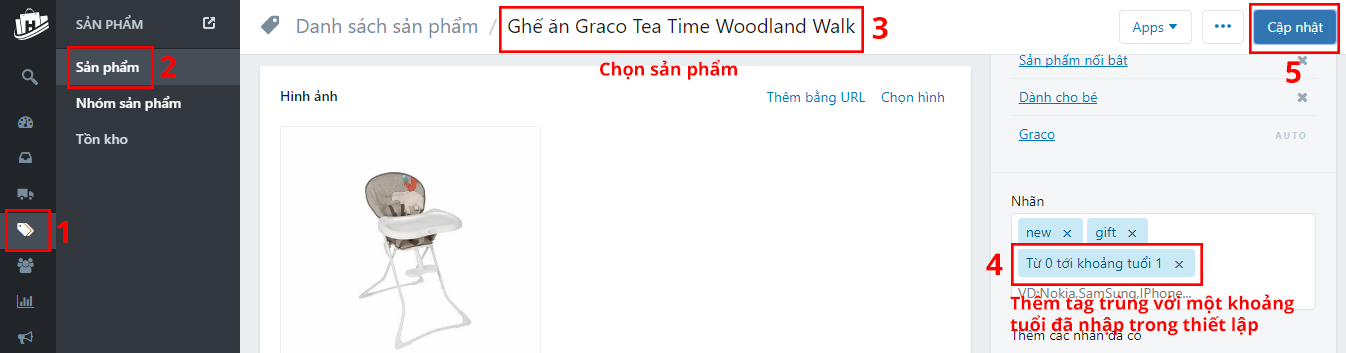 SẢN PHẨM
Sản phẩm
2
Nhóm sản phẩm
Tồn kho
1
Danh sách sản phẩm / Ghế ăn Graco Tea Time Woodland Walk
3
Chọn sản phẩm
Apps
Cập nhật
5
Hình ảnh
Thêm bằng URL
Chọn hình
Sản phẩm nổi bật
Dành cho bé
Graco
AUTO
Nhãn
new ×
gift ×
4
Từ 0 tới khoảng tuổi 1 ×
VD:Nokia,SamSung,IPhone...
Thêm tag trùng với một khoảng
tuổi đã nhập trong thiết lập
Thêm các nhãn đã có